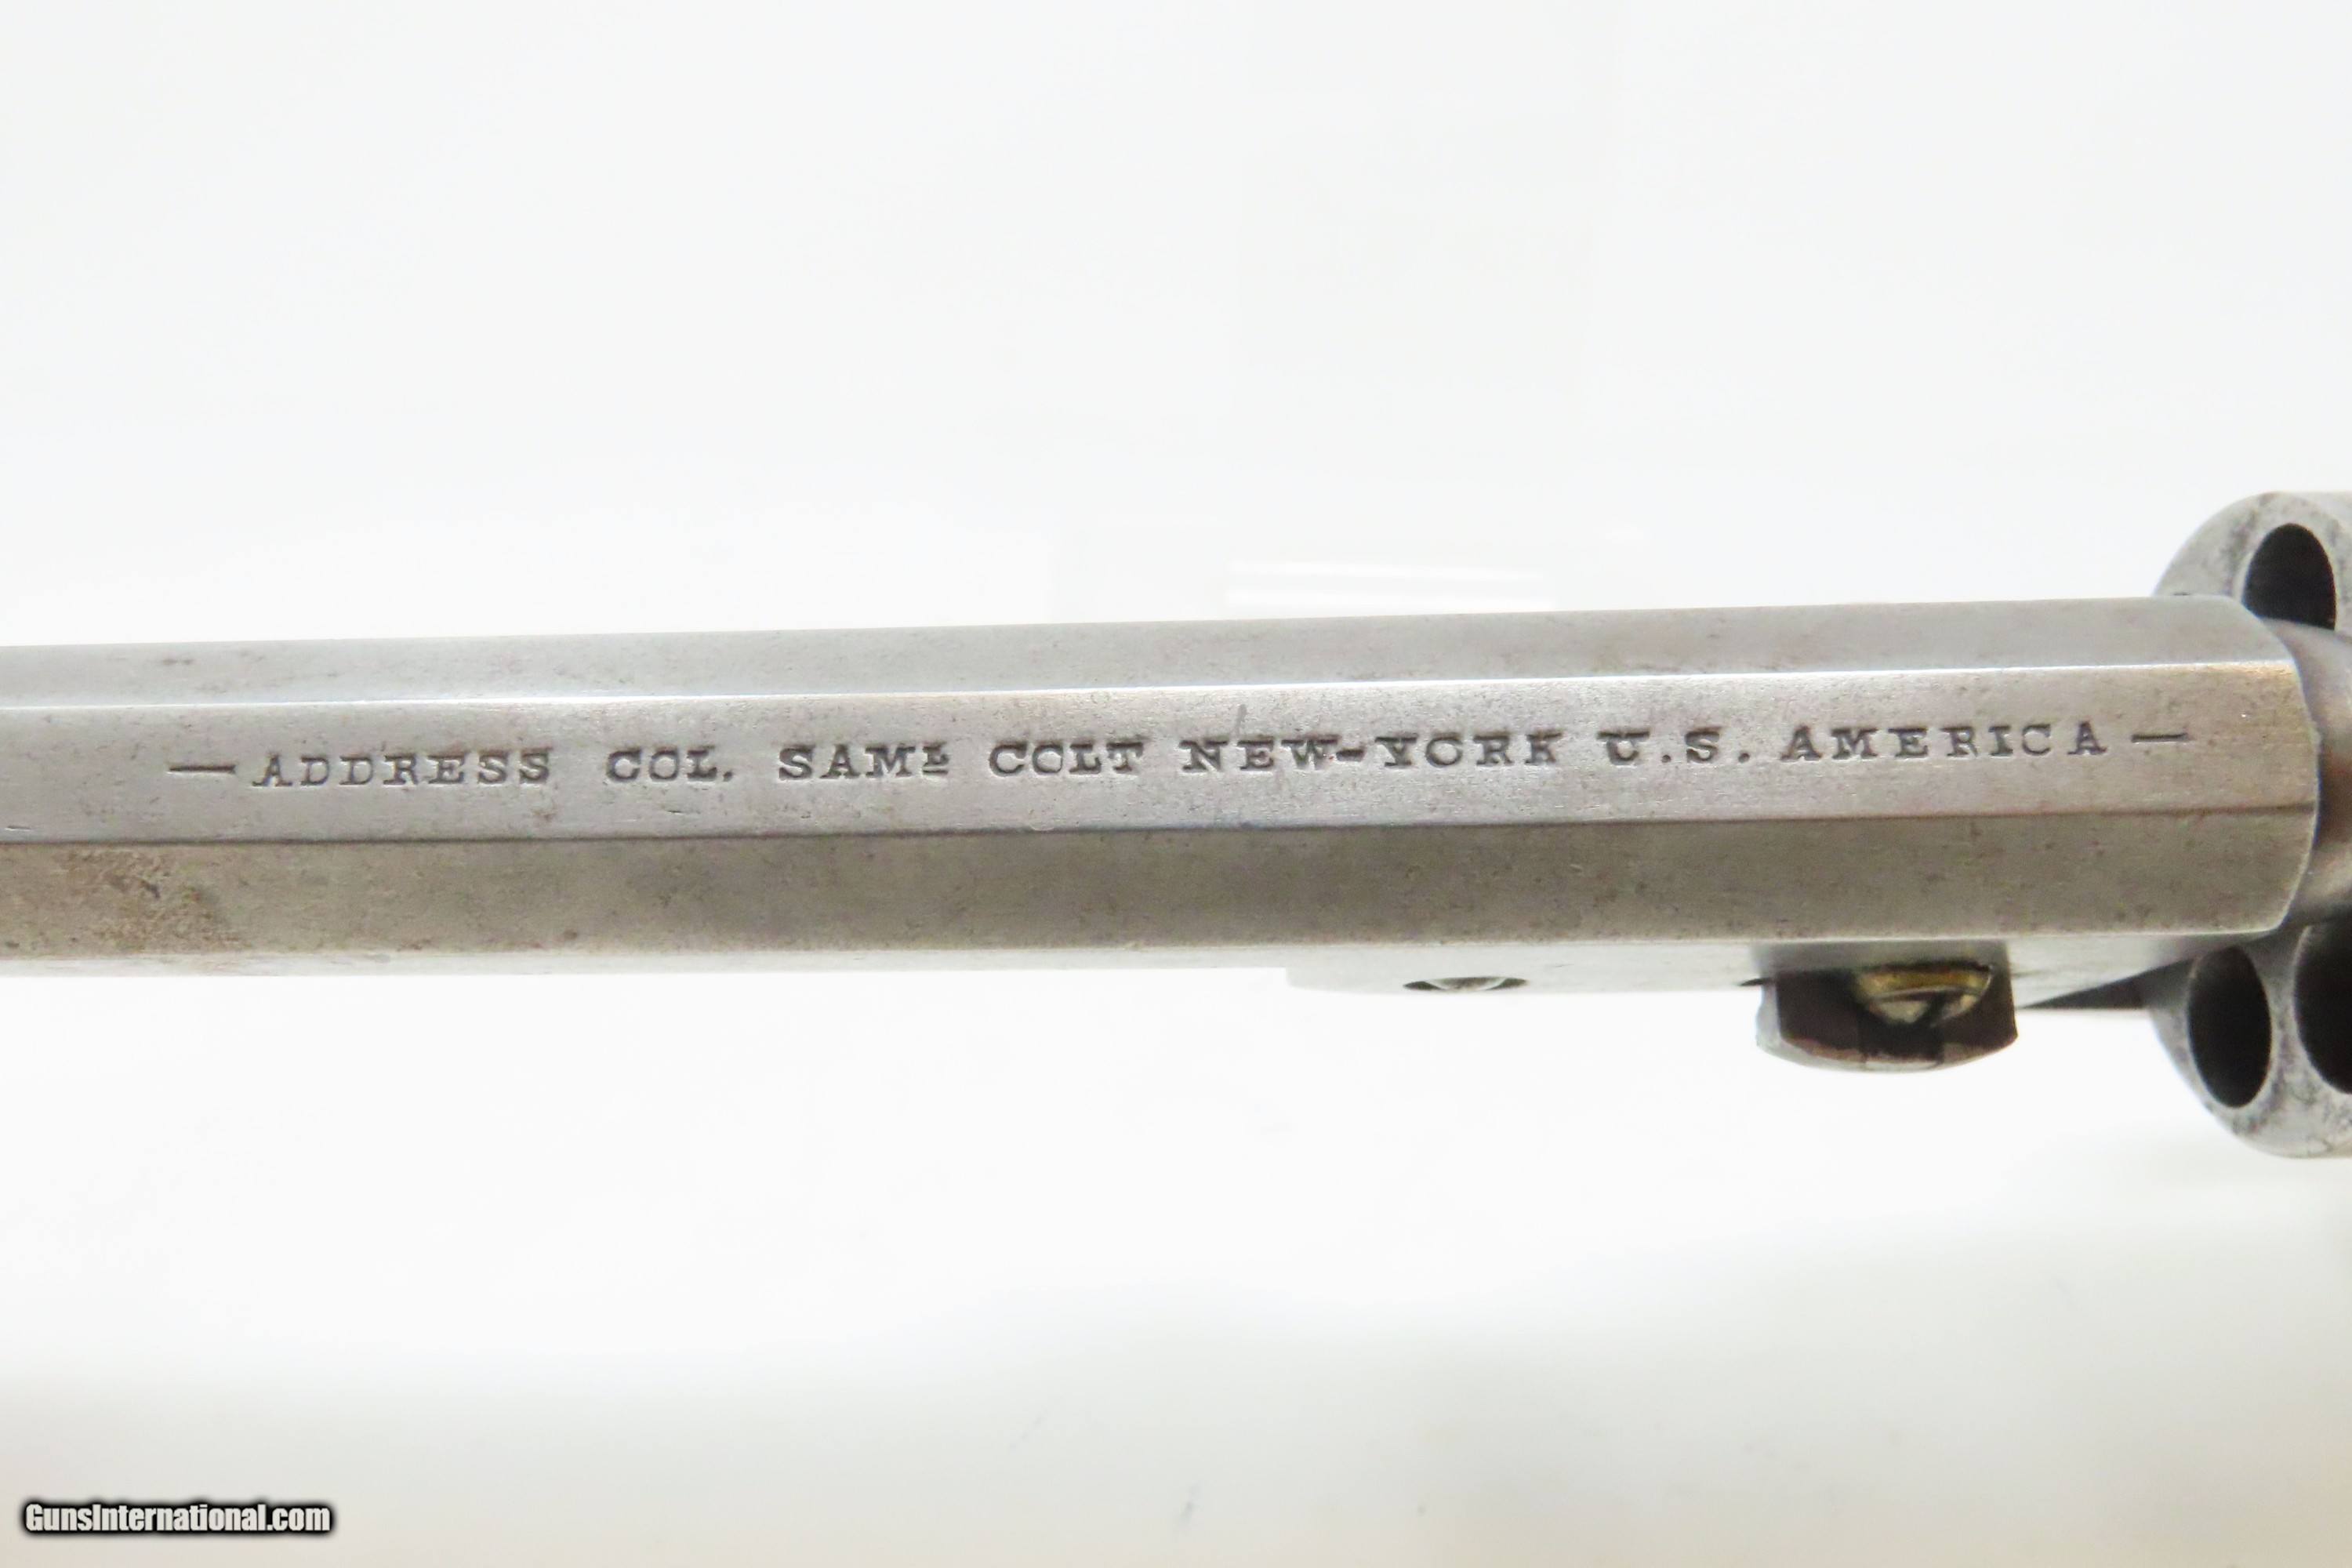 —ADDRESS COL. SAMᴸ COLT NEW-YORK U.S. AMERICA—
GunsInternational.com